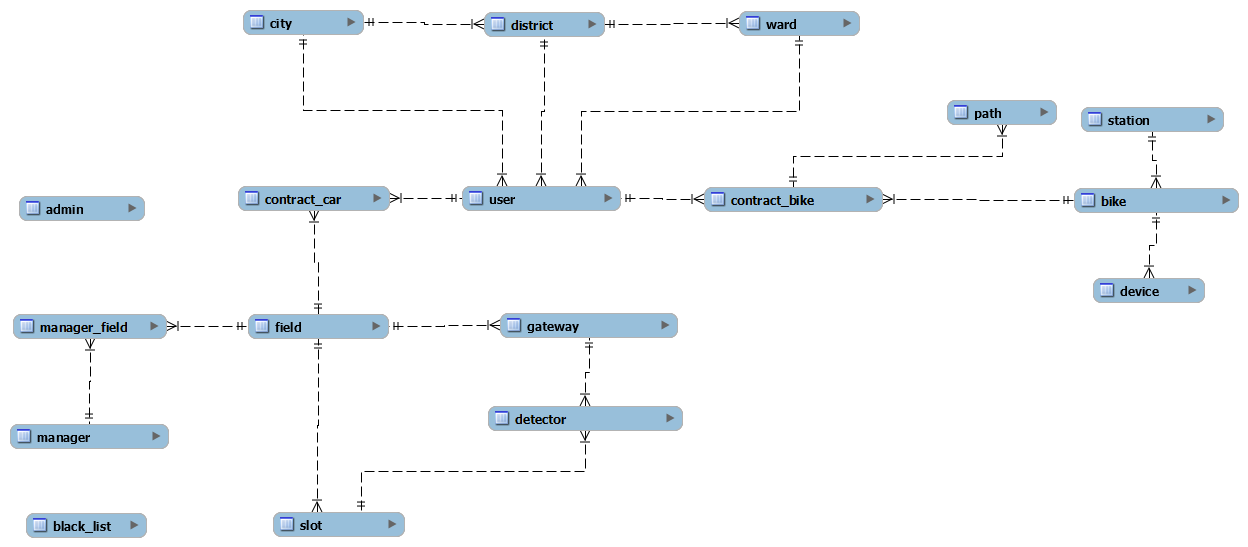 city
district
ward
path
station
contract_car
user
contract_bike
bike
admin
device
manager_field
field
gateway
detector
manager
black_list
slot